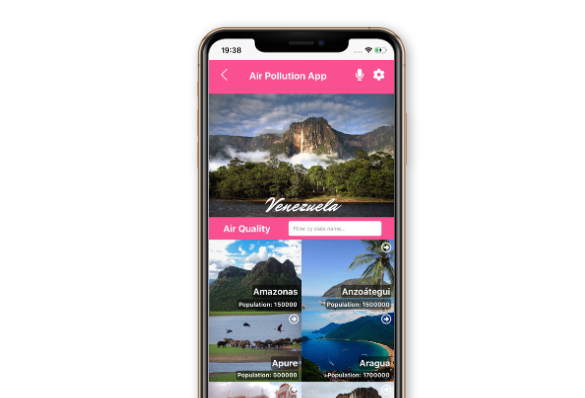 19:38
Air Pollution App
Venezuela
Air Quality
Filter by state name...
Amazonas
Population: 150000
Anzoátegui
Population: 1500000
Apure
Population: 500000
Aragua
Population: 1700000